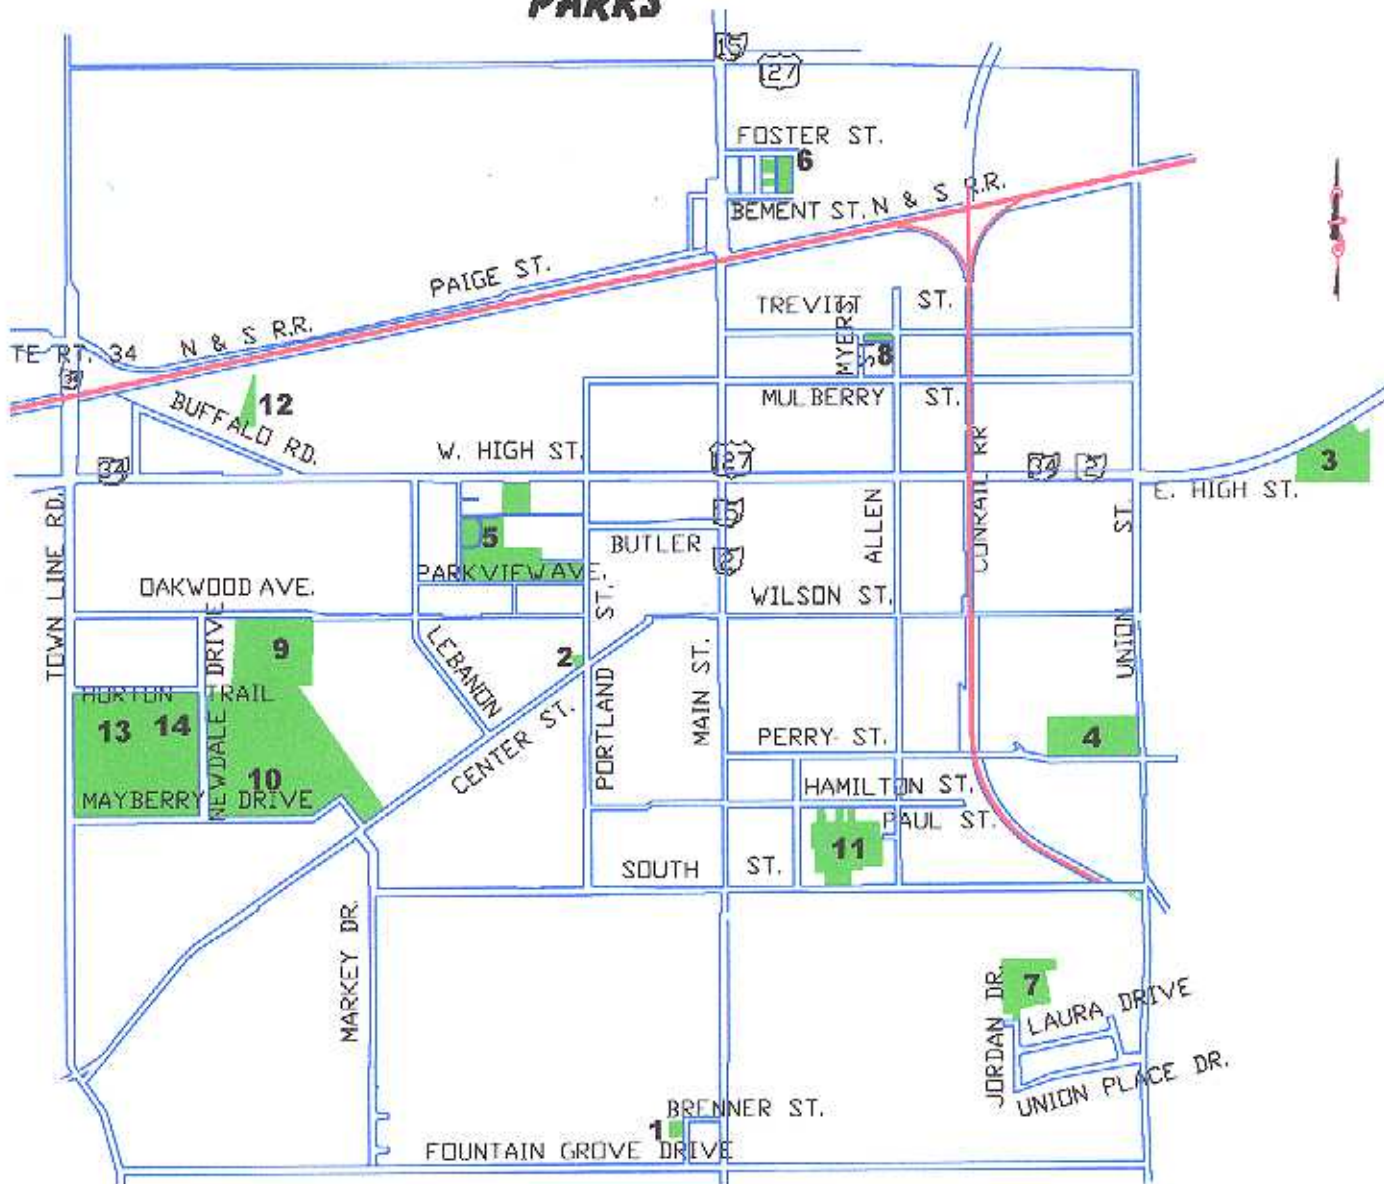 PARKS
15
127
FOSTER ST.
6
BEMENT ST.
N & S R.R.
PAIGE ST.
TREVITT ST.
MYERS
ST
8
N & S R.R.
TE RT. 34
34
12
BUFFALO RD.
MULBERRY ST.
W. HIGH ST.
34
127
CONRAIL RR
34
2
3
E. HIGH ST.
TOWN LINE RD.
5
15
2
BUTLER
ALLEN
UNION ST.
PARKVIEW AVE.
OAKWOOD AVE.
WILSON ST.
9
LEBANON
2
PORTLAND ST.
MAIN ST.
HORTON TRAIL
NEWDALE DRIVE
13
14
10
CENTER ST.
PERRY ST.
4
MAYBERRY DRIVE
HAMILTON ST.
PAUL ST.
11
SOUTH ST.
MARKEY DR.
7
JORDAN DR.
LAURA DRIVE
UNION PLACE DR.
BRENNER ST.
1
FOUNTAIN GROVE DRIVE